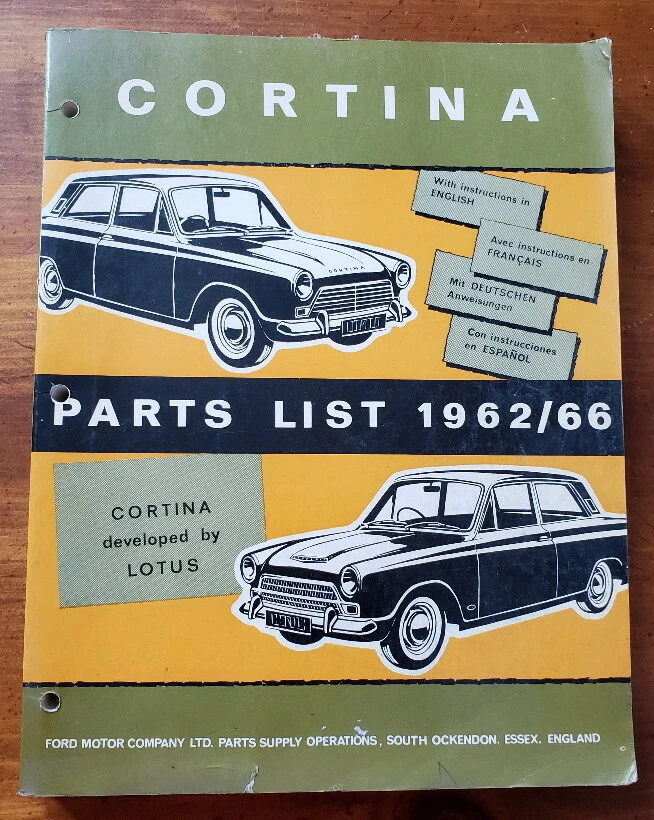 CORTINA
With instructions in
ENGLISH
Avec instructions en
FRANÇAIS
Mit DEUTSCHEN
Anweisungen
Con instrucciones
en ESPAÑOL
CORTINA
PARTS LIST 1962/66
CORTINA
developed by
LOTUS
FORD MOTOR COMPANY LTD. PARTS SUPPLY OPERATIONS, SOUTH OCKENDON, ESSEX, ENGLAND